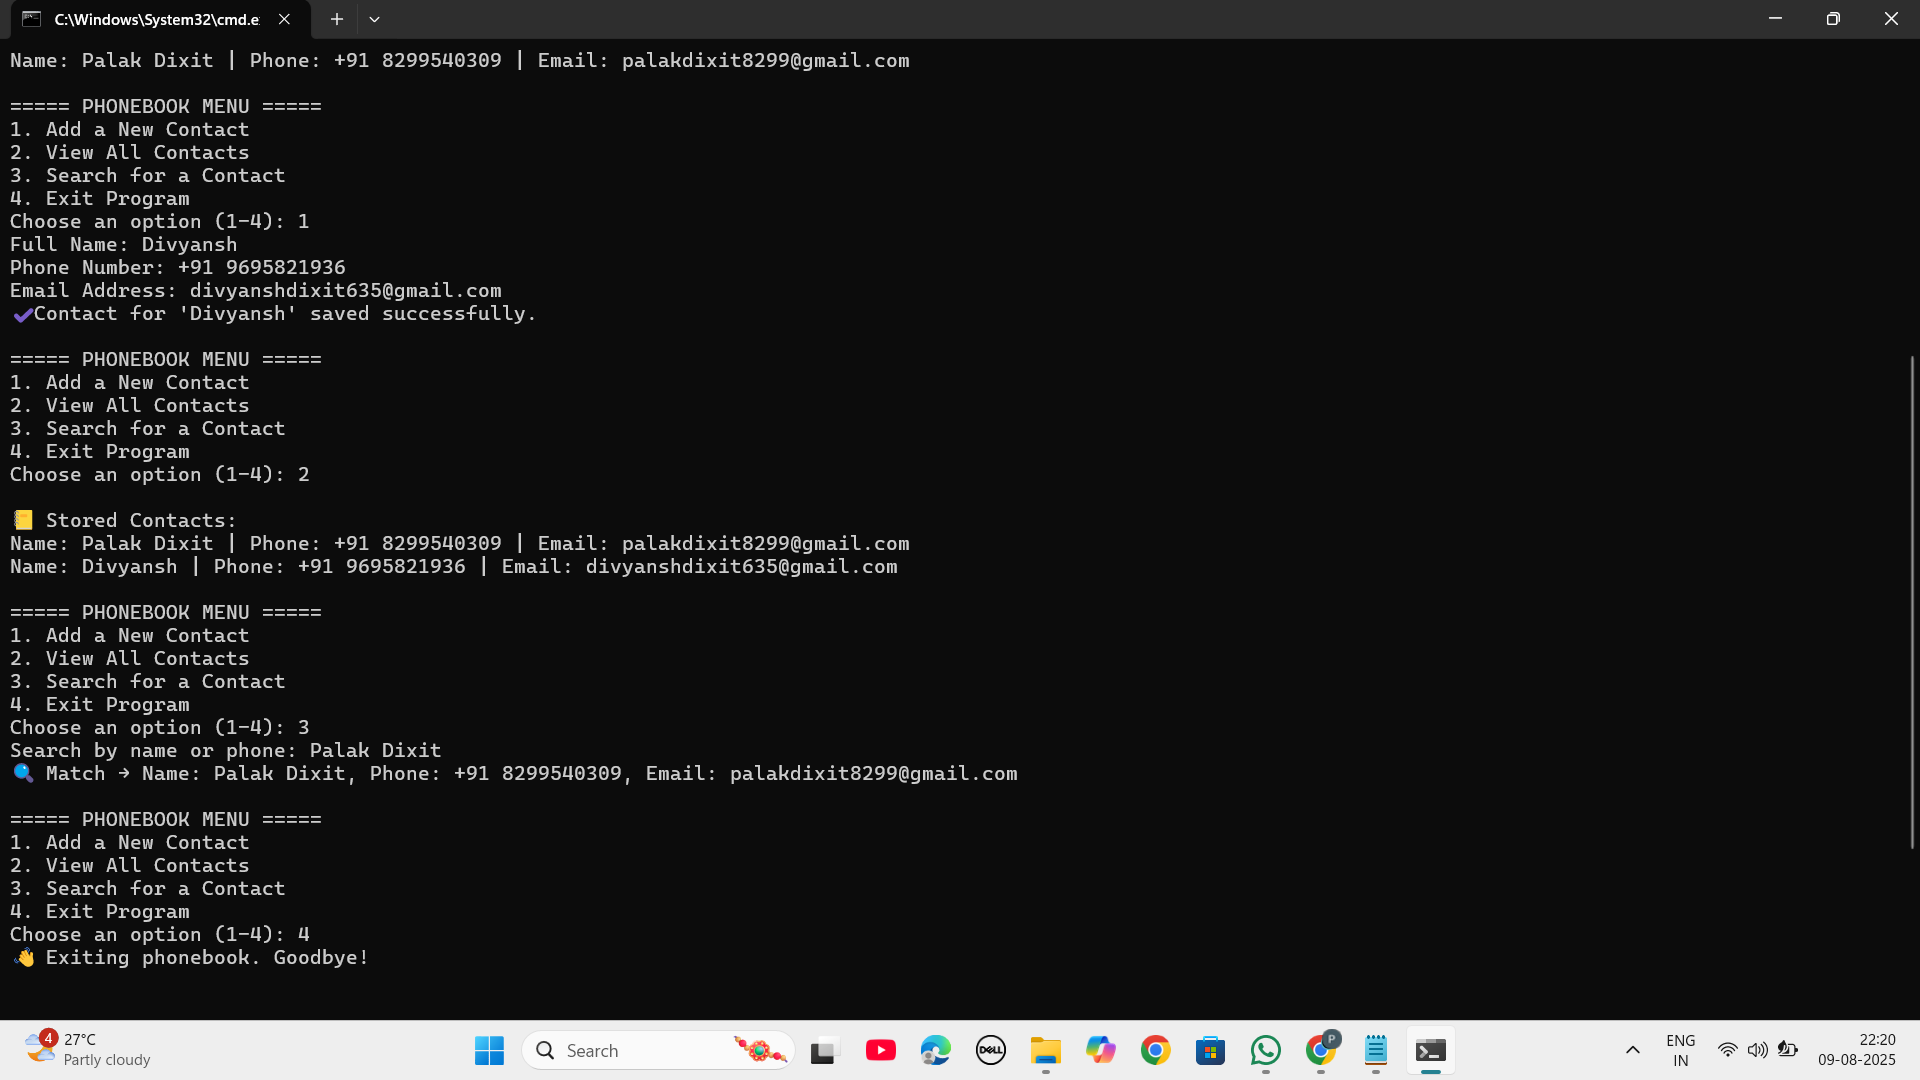 C:\Windows\System32\cmd.e
Name: Palak Dixit | Phone: +91 8299540309 | Email: palakdixit8299@gmail.com
===== PHONEBOOK MENU =====
1. Add a New Contact
2. View All Contacts
3. Search for a Contact
4. Exit Program
Choose an option (1-4): 1
Full Name: Divyansh
Phone Number: +91 9695821936
Email Address: divyanshdixit635@gmail.com
✔Contact for 'Divyansh' saved successfully.
===== PHONEBOOK MENU =====
1. Add a New Contact
2. View All Contacts
3. Search for a Contact
4. Exit Program
Choose an option (1-4): 2
📒 Stored Contacts:
Name: Palak Dixit | Phone: +91 8299540309 | Email: palakdixit8299@gmail.com
Name: Divyansh | Phone: +91 9695821936 | Email: divyanshdixit635@gmail.com
===== PHONEBOOK MENU =====
1. Add a New Contact
2. View All Contacts
3. Search for a Contact
4. Exit Program
Choose an option (1-4): 3
Search by name or phone: Palak Dixit
🔍 Match → Name: Palak Dixit, Phone: +91 8299540309, Email: palakdixit8299@gmail.com
===== PHONEBOOK MENU =====
1. Add a New Contact
2. View All Contacts
3. Search for a Contact
4. Exit Program
Choose an option (1-4): 4
👋 Exiting phonebook. Goodbye!
4
27°C
Partly cloudy
Search
DELL
P
ENG
IN
22:20
09-08-2025